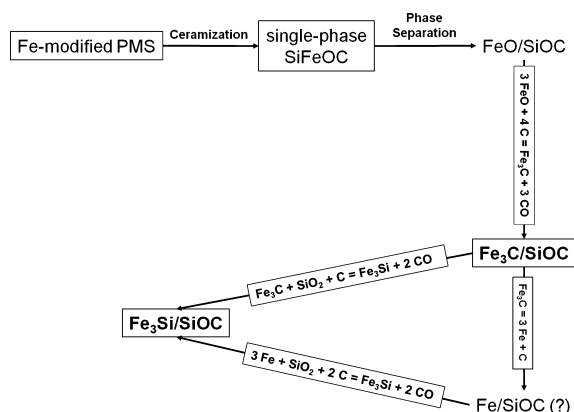 Fe-modified PMS
Ceramization
single-phase
SiFeOC
Phase
Separation
FeO/SiOC
3 FeO + 4 C = Fe₃C + 3 CO
Fe₃C/SiOC
Fe₃C + SiO₂ + C = Fe₃Si + 2 CO
Fe₃C = 3 Fe + C
Fe₃Si/SiOC
3 Fe + SiO₂ + 2 C = Fe₃Si + 2 CO
Fe/SiOC (?)